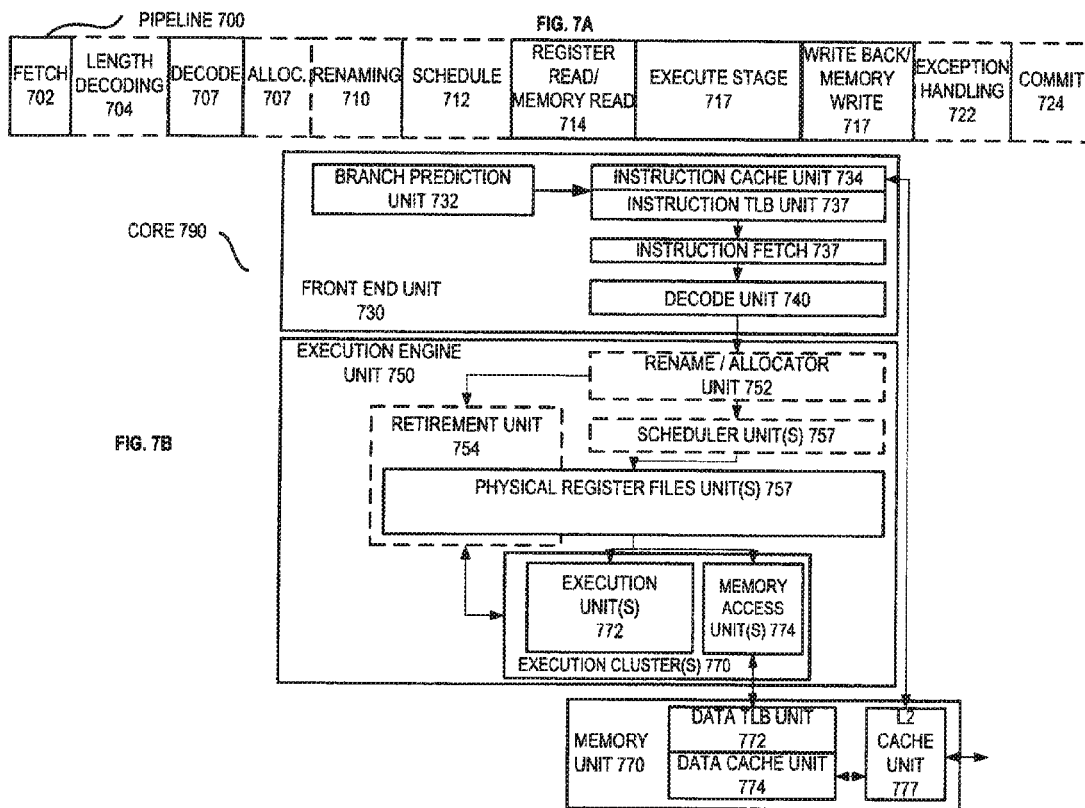 PIPELINE 700
FIG. 7A
FETCH
702
LENGTH
DECODING
704
DECODE
707
ALLOC.
707
RENAMING
710
SCHEDULE
712
REGISTER
READ/
MEMORY READ
714
EXECUTE STAGE
717
WRITE BACK/
MEMORY
WRITE
717
EXCEPTION
HANDLING
722
COMMIT
724
BRANCH PREDICTION
UNIT 732
INSTRUCTION CACHE UNIT 734
INSTRUCTION TLB UNIT 737
CORE 790
INSTRUCTION FETCH 737
FRONT END UNIT
730
DECODE UNIT 740
EXECUTION ENGINE
UNIT 750
RENAME / ALLOCATOR
UNIT 752
FIG. 7B
RETIREMENT UNIT
754
SCHEDULER UNIT(S) 757
PHYSICAL REGISTER FILES UNIT(S) 757
EXECUTION
UNIT(S)
772
MEMORY
ACCESS
UNIT(S) 774
EXECUTION CLUSTER(S) 770
MEMORY
UNIT 770
DATA TLB UNIT
772
DATA CACHE UNIT
774
L2
CACHE
UNIT
777